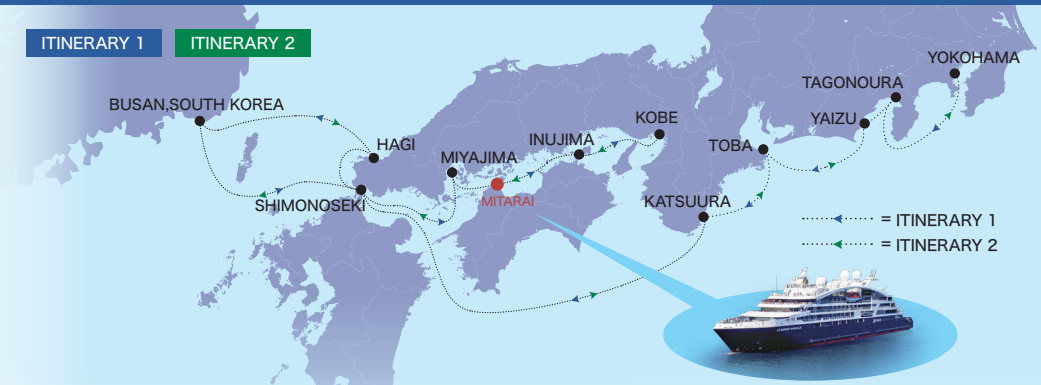 ITINERARY 1
ITINERARY 2
YOKOHAMA
TAGONOURA
BUSAN,SOUTH KOREA
KOBE
YAIZU
INUJIMA
HAGI
TOBA
MIYAJIMA
MITARAI
KATSUURA
SHIMONOSEKI
= ITINERARY 1
= ITINERARY 2